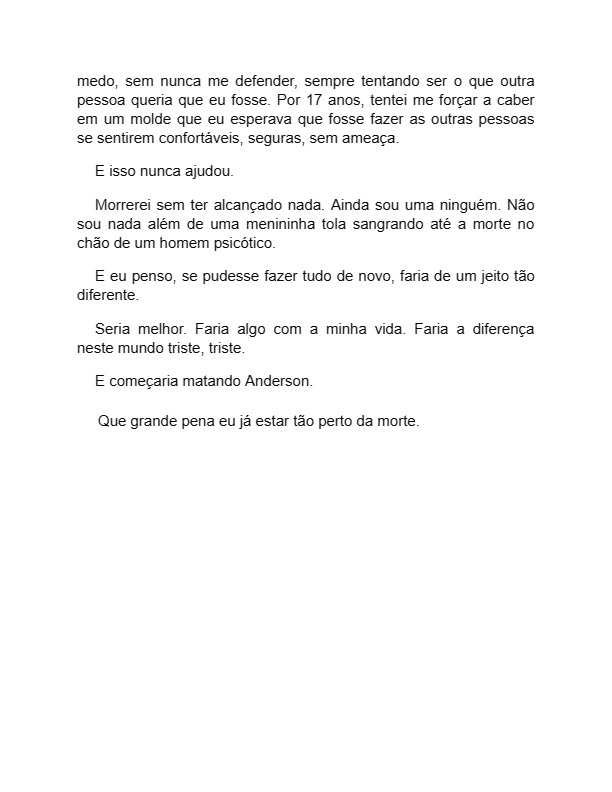 medo, sem nunca me defender, sempre tentando ser o que outra
pessoa queria que eu fosse. Por 17 anos, tentei me forçar a caber
em um molde que eu esperava que fosse fazer as outras pessoas
se sentirem confortáveis, seguras, sem ameaça.
E isso nunca ajudou.
Morrerei sem ter alcançado nada. Ainda sou uma ninguém. Não
sou nada além de uma menininha tola sangrando até a morte no
chão de um homem psicótico.
E eu penso, se pudesse fazer tudo de novo, faria de um jeito tão
diferente.
Seria melhor. Faria algo com a minha vida. Faria a diferença
neste mundo triste, triste.
E começaria matando Anderson.
Que grande pena eu já estar tão perto da morte.